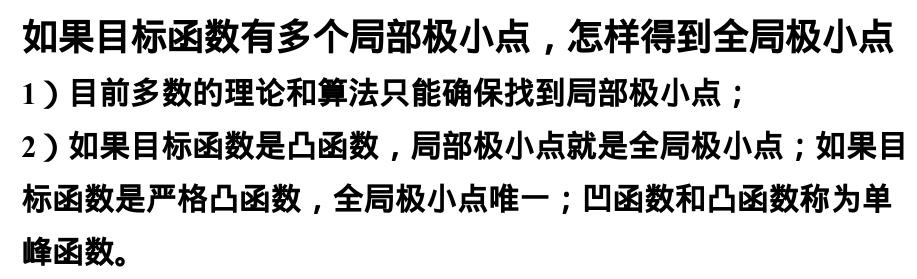 如果目标函数有多个局部极小点，怎样得到全局极小点
1）目前多数的理论和算法只能确保找到局部极小点；
2）如果目标函数是凸函数，局部极小点就是全局极小点；如果目
标函数是严格凸函数，全局极小点唯一；凹函数和凸函数称为单
峰函数。